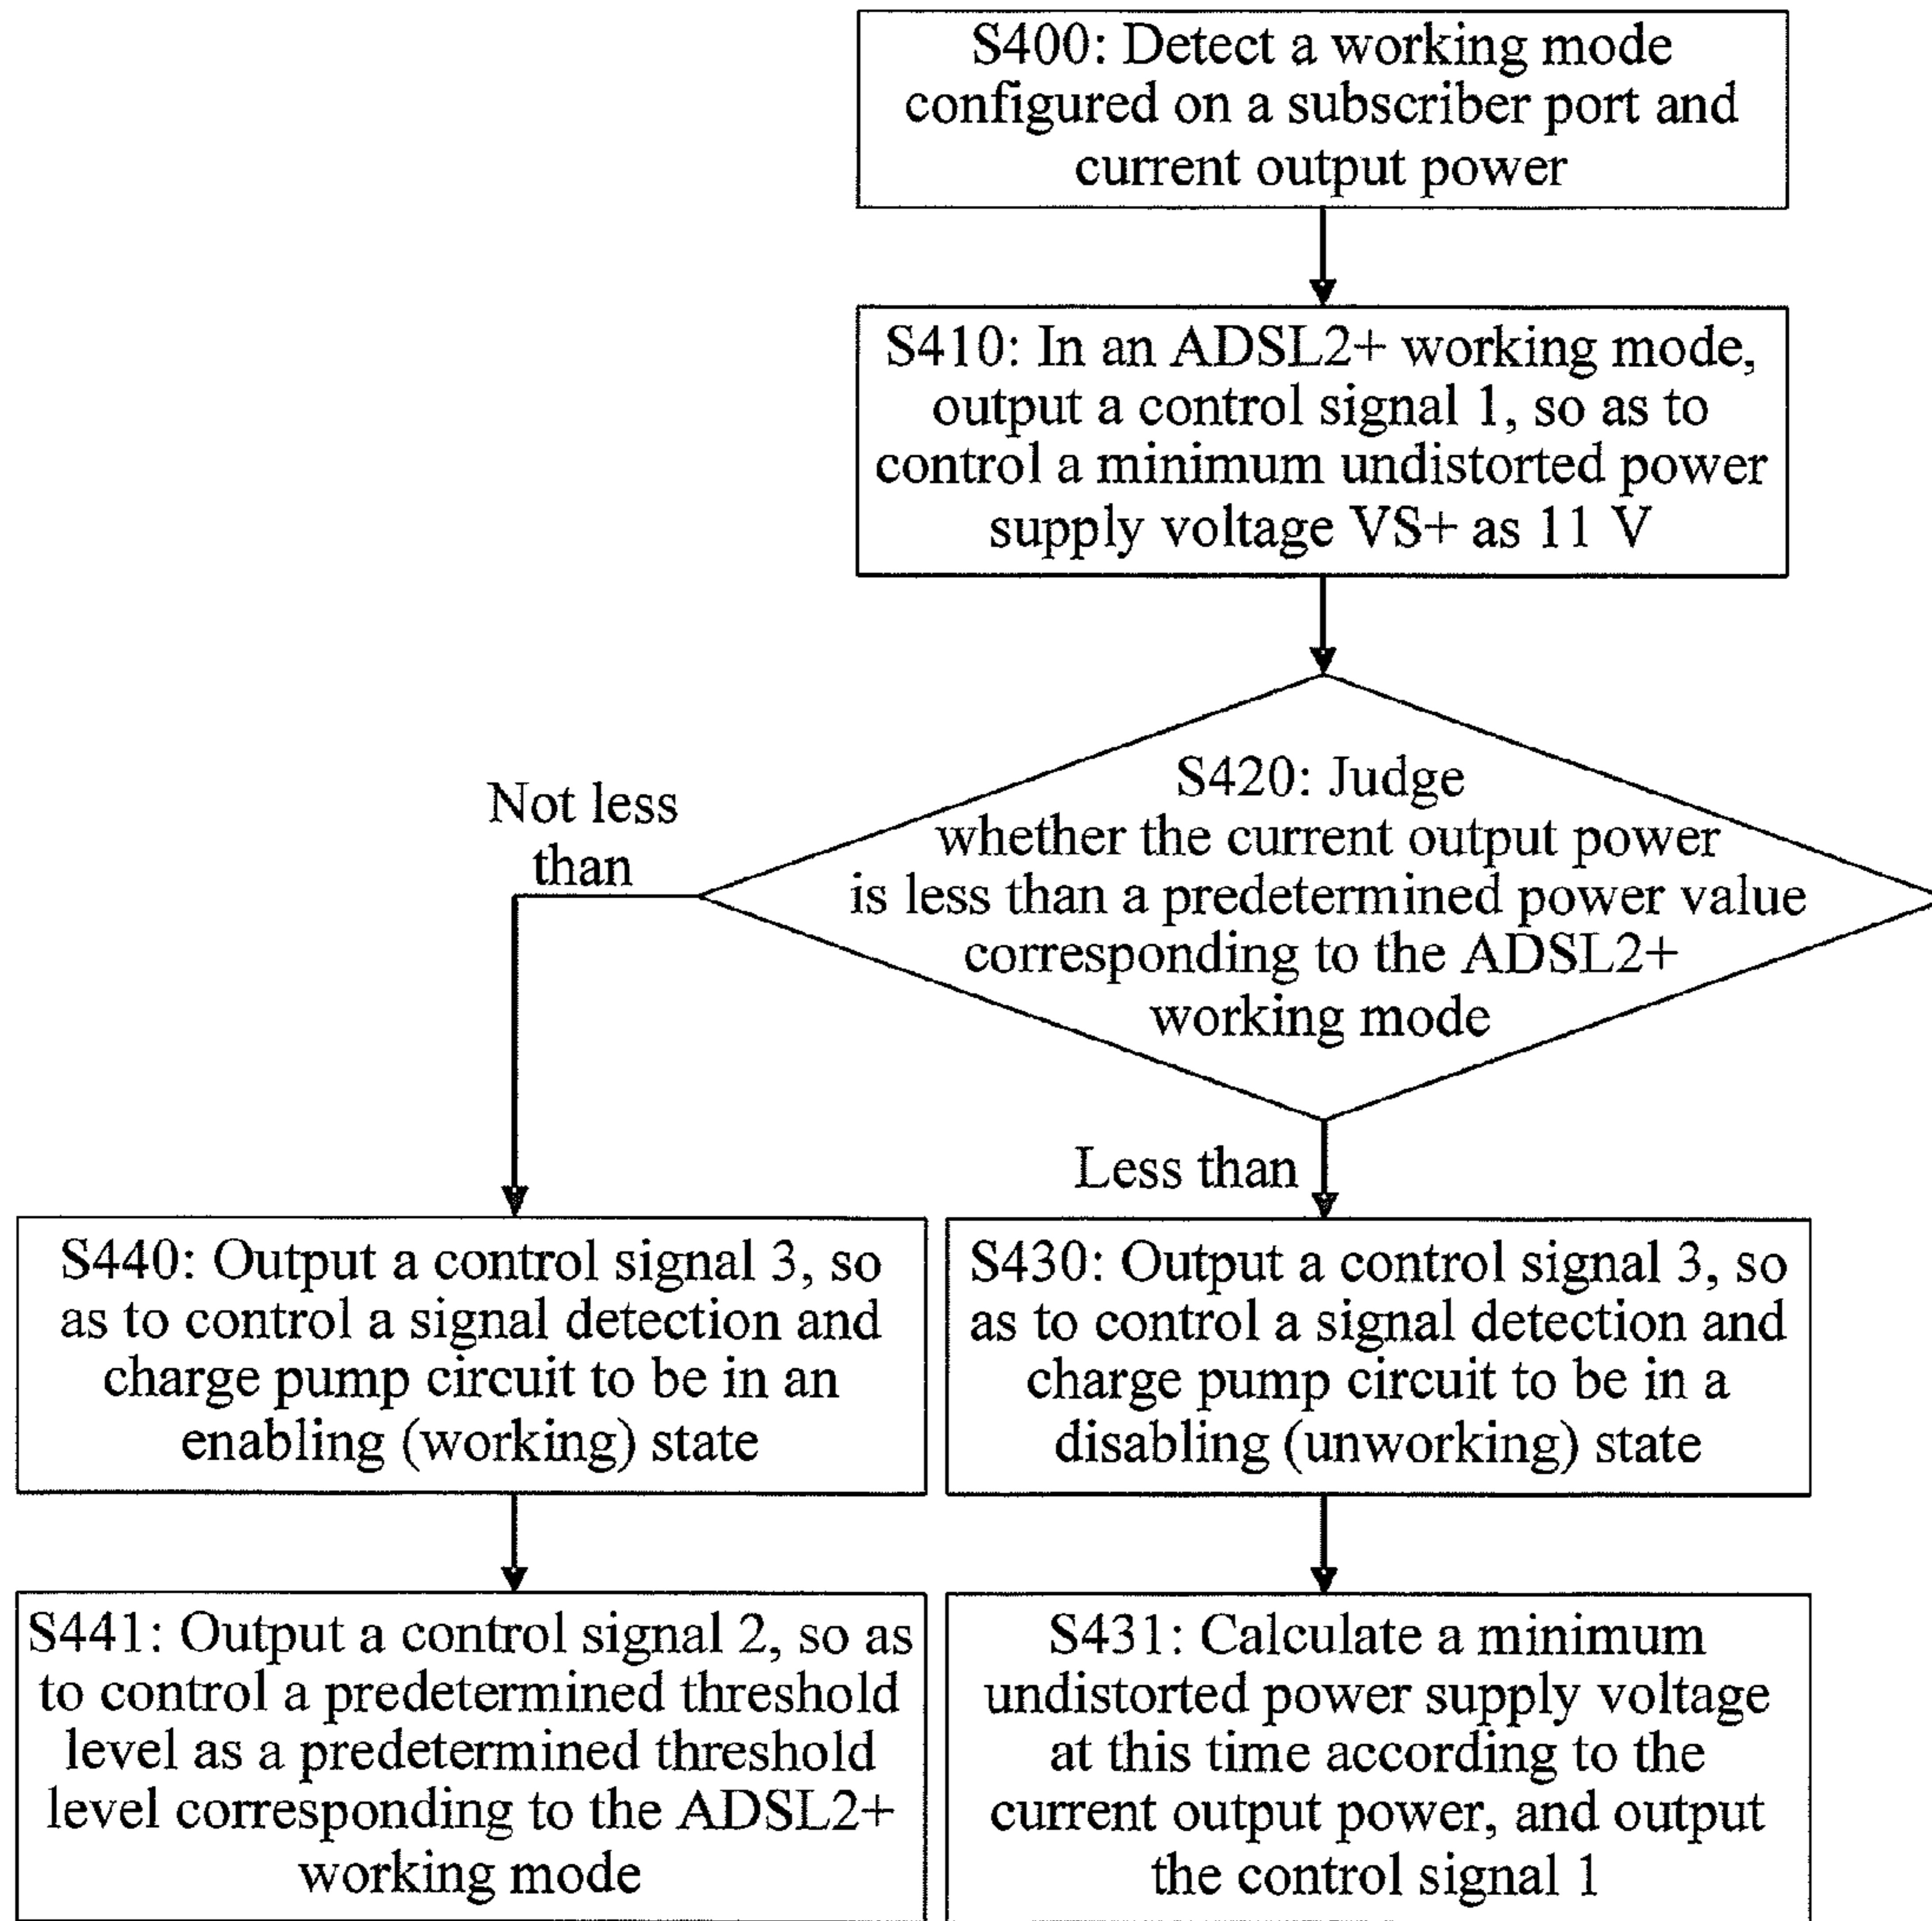 S400: Detect a working mode
configured on a subscriber port and
current output power
S410: In an ADSL2+ working mode,
output a control signal 1, so as to
control a minimum undistorted power
supply voltage VS+ as 11 V
S420: Judge
whether the current output power
is less than a predetermined power value
corresponding to the ADSL2+
working mode
Not less
than
Less than
S440: Output a control signal 3, so
as to control a signal detection and
charge pump circuit to be in an
enabling (working) state
S430: Output a control signal 3, so
as to control a signal detection and
charge pump circuit to be in a
disabling (unworking) state
S441: Output a control signal 2, so as
to control a predetermined threshold
level as a predetermined threshold
level corresponding to the ADSL2+
working mode
S431: Calculate a minimum
undistorted power supply voltage
at this time according to the
current output power, and output
the control signal 1